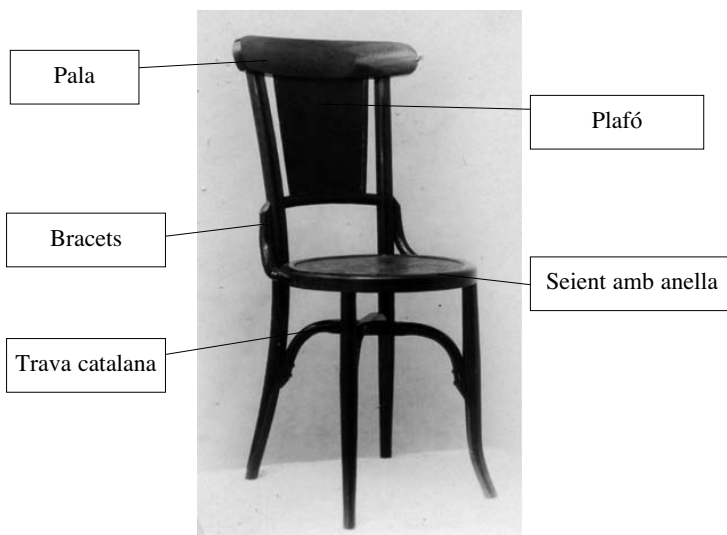 Pala
Plafó
Bracets
Seient amb anella
Trava catalana